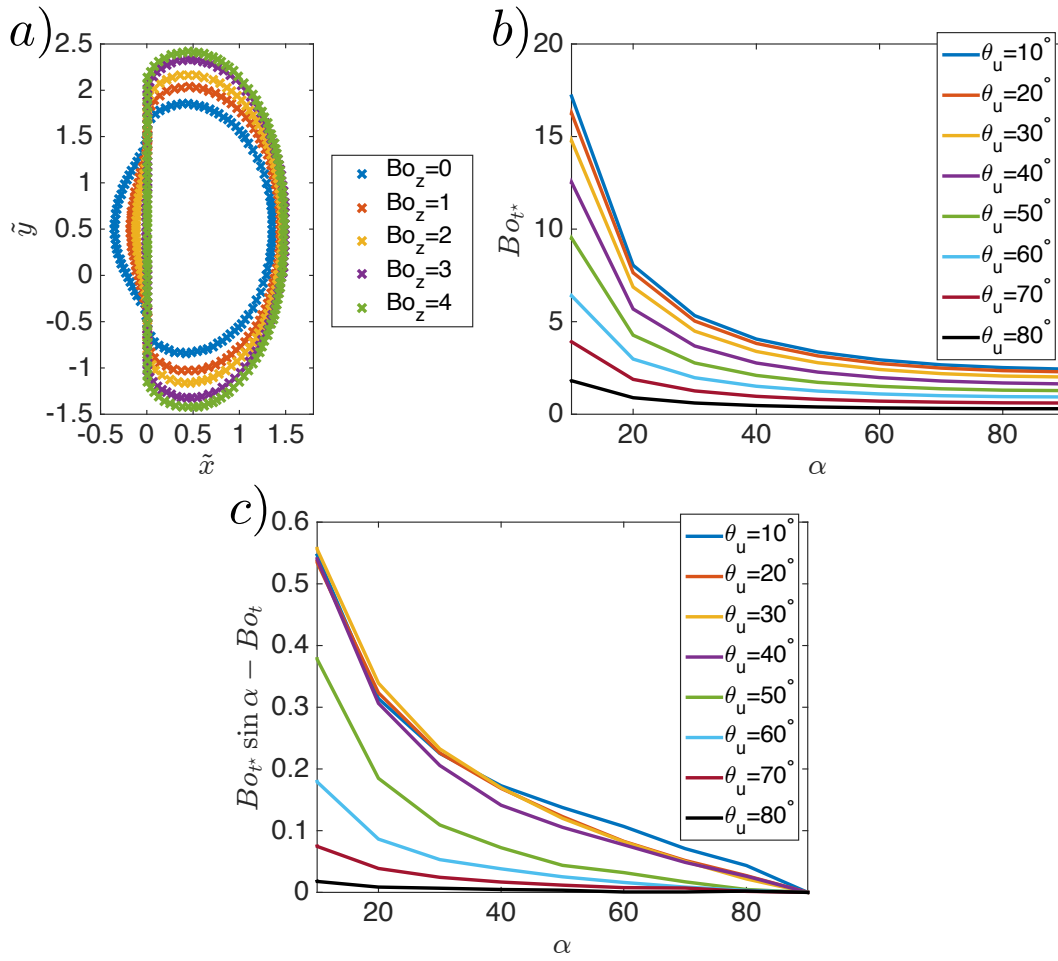 a)
2.5
2
1.5
1
0.5
0
-0.5
-1
-1.5
ỹ
-0.5 0 0.5 1 1.5
x̃
Bo_z=0
Bo_z=1
Bo_z=2
Bo_z=3
Bo_z=4
b)
20
15
10
5
0
Bo_{t*}
20 40 60 80
α
θ_u=10°
θ_u=20°
θ_u=30°
θ_u=40°
θ_u=50°
θ_u=60°
θ_u=70°
θ_u=80°
c)
0.6
0.5
0.4
0.3
0.2
0.1
0
Bo_{t*} sin α − Bo_t
20 40 60 80
α
θ_u=10°
θ_u=20°
θ_u=30°
θ_u=40°
θ_u=50°
θ_u=60°
θ_u=70°
θ_u=80°